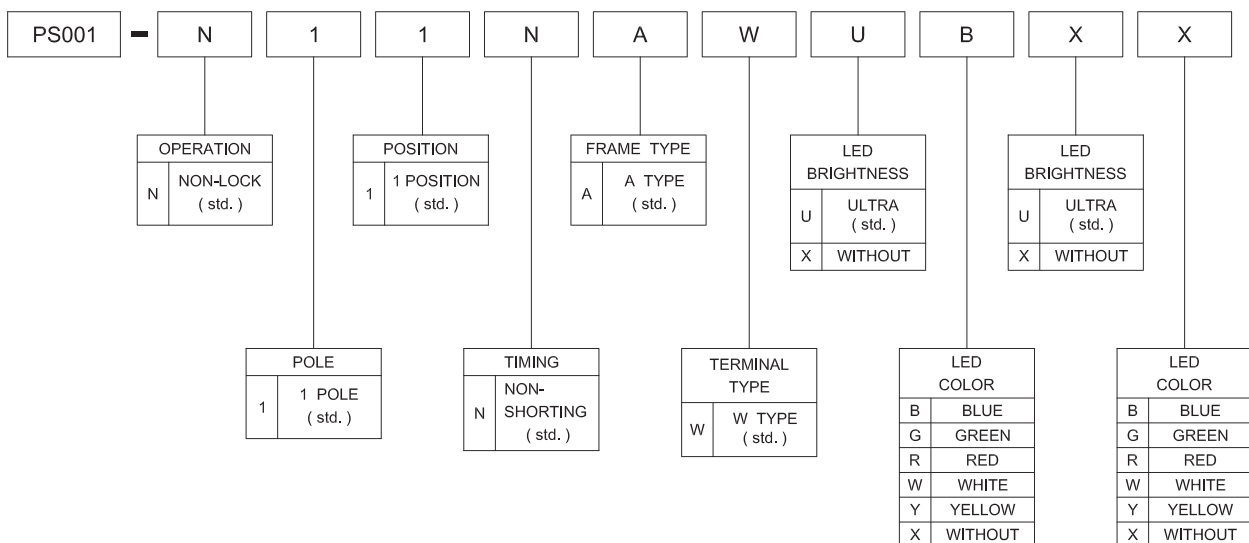 PS001 - N 1 1 N A W U B X X
OPERATION
N NON-LOCK
( std. )
POSITION
1 1 POSITION
( std. )
FRAME TYPE
A A TYPE
( std. )
LED
BRIGHTNESS
U ULTRA
( std. )
X WITHOUT
LED
BRIGHTNESS
U ULTRA
( std. )
X WITHOUT
POLE
1 1 POLE
( std. )
TIMING
N NON-
SHORTING
( std. )
TERMINAL
TYPE
W W TYPE
( std. )
LED
COLOR
B BLUE
G GREEN
R RED
W WHITE
Y YELLOW
X WITHOUT
LED
COLOR
B BLUE
G GREEN
R RED
W WHITE
Y YELLOW
X WITHOUT